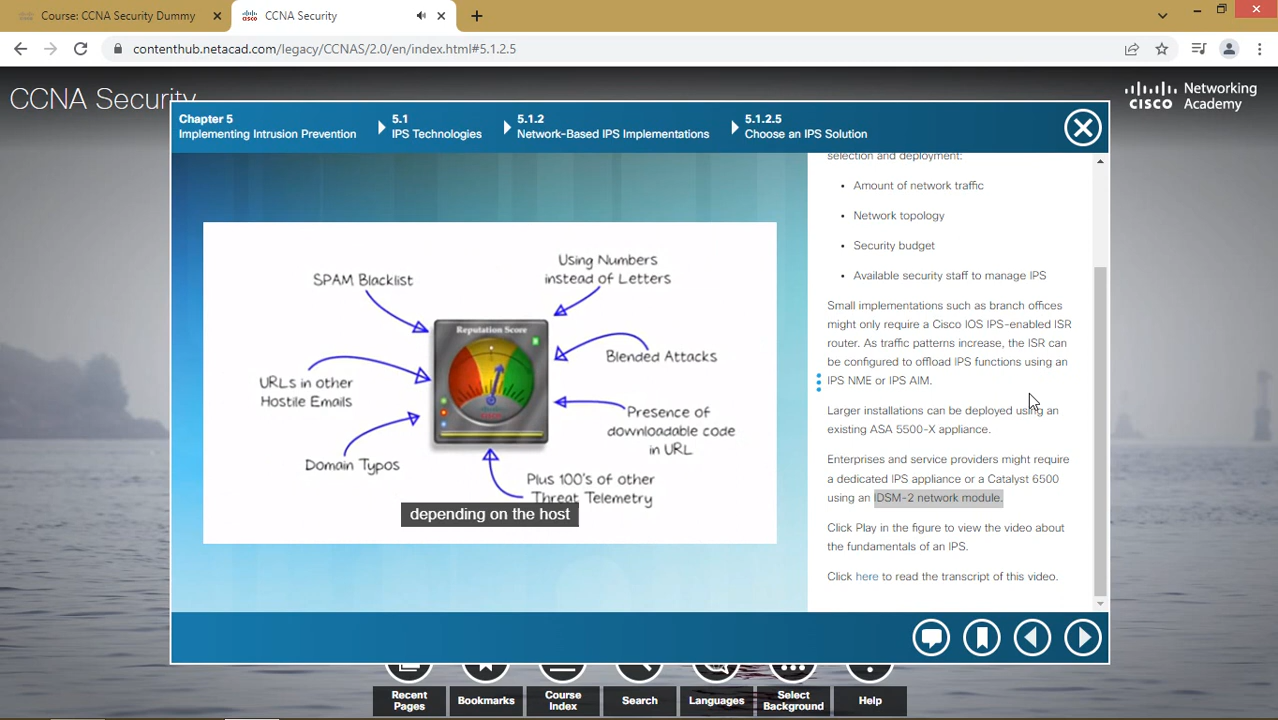 Course: CCNA Security Dummy
CCNA Security
contenthub.netacad.com/legacy/CCNAS/2.0/en/index.html#5.1.2.5
CCNA Security
CISCO
Networking
Academy
Chapter 5
Implementing Intrusion Prevention
5.1
IPS Technologies
5.1.2
Network-Based IPS Implementations
5.1.2.5
Choose an IPS Solution
SPAM Blacklist
Using Numbers
instead of Letters
Reputation Score
Blended Attacks
URLs in other
Hostile Emails
Presence of
downloadable code
in URL
Domain Typos
Plus 100's of other
Threat Telemetry
depending on the host
selection and deployment:
• Amount of network traffic
• Network topology
• Security budget
• Available security staff to manage IPS
Small implementations such as branch offices
might only require a Cisco IOS IPS-enabled ISR
router. As traffic patterns increase, the ISR can
be configured to offload IPS functions using an
IPS NME or IPS AIM.
Larger installations can be deployed using an
existing ASA 5500-X appliance.
Enterprises and service providers might require
a dedicated IPS appliance or a Catalyst 6500
using an IDSM-2 network module.
Click Play in the figure to view the video about
the fundamentals of an IPS.
Click here to read the transcript of this video.
Recent
Pages
Bookmarks
Course
Index
Search
Languages
Select
Background
Help